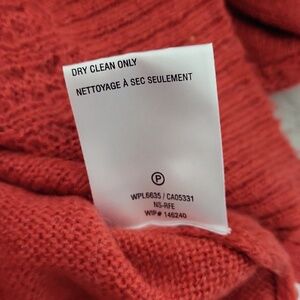 DRY CLEAN ONLY
NETTOYAGE À SEC SEULEMENT
P
WPL6635 / CA05331
NS-RFE
WIP# 146240